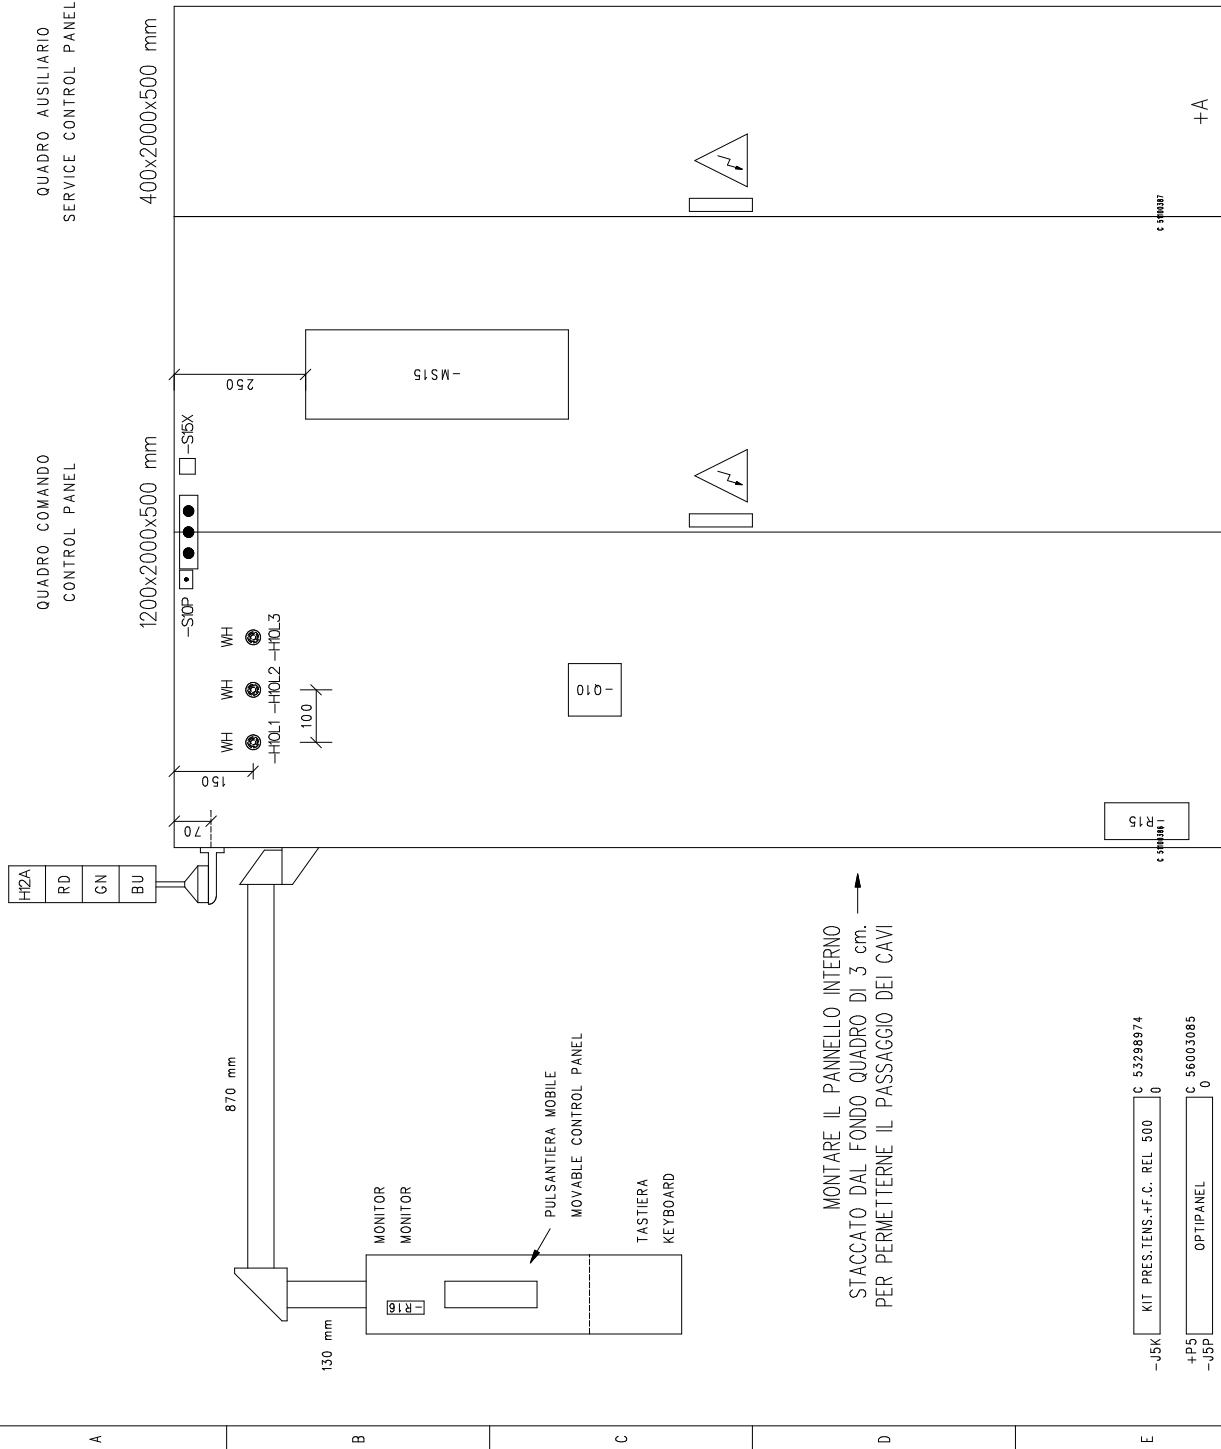 QUADRO COMANDO
CONTROL PANEL
1200x2000x500 mm
QUADRO AUSILIARIO
SERVICE CONTROL PANEL
400x2000x500 mm
H12A
RD
GN
BU
70
150
250
WH
WH
WH
-H10L1
-H10L2
-H10L3
100
-S10P
-S15X
-MS15
-Q10
-R15
C 51100386
C 51100387
+A
870 mm
130 mm
MONITOR
MONITOR
-R16
PULSANTIERA MOBILE
MOVABLE CONTROL PANEL
TASTIERA
KEYBOARD
MONTARE IL PANNELLO INTERNO
STACCATO DAL FONDO QUADRO DI 3 cm.
PER PERMETTERNE IL PASSAGGIO DEI CAVI
-J5K
KIT PRES.TENS.+F.C. REL 500
C 53298974
0
+P5
-J5P
OPTIPANEL
C 56003085
0
A
B
C
D
E